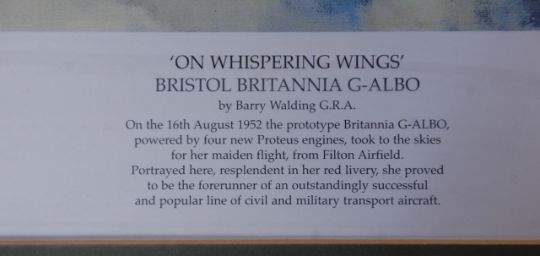 ‘ON WHISPERING WINGS’
BRISTOL BRITANNIA G-ALBO
by Barry Walding G.R.A.
On the 16th August 1952 the prototype Britannia G-ALBO,
powered by four new Proteus engines, took to the skies
for her maiden flight, from Filton Airfield.
Portrayed here, resplendent in her red livery, she proved
to be the forerunner of an outstandingly successful
and popular line of civil and military transport aircraft.